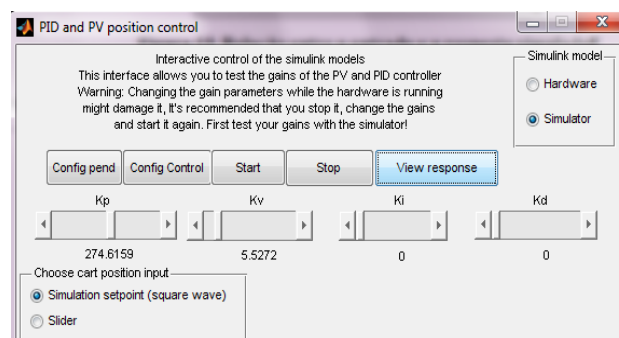 PID and PV position control
Interactive control of the simulink models
This interface allows you to test the gains of the PV and PID controller
Warning: Changing the gain parameters while the hardware is running
might damage it, It's recommended that you stop it, change the gains
and start it again. First test your gains with the simulator!
Simulink model
Hardware
Simulator
Config pend Config Control Start Stop View response
Kp Kv Ki Kd
274.6159 5.5272 0 0
Choose cart position input
Simulation setpoint (square wave)
Slider